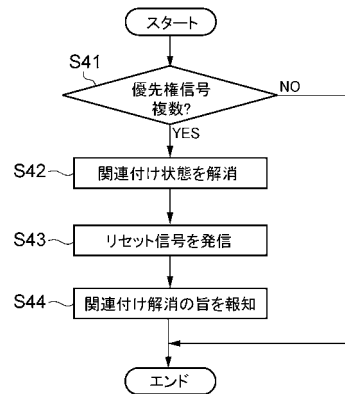 スタート
S41
優先権信号
複数?
NO
YES
S42
関連付け状態を解消
S43
リセット信号を発信
S44
関連付け解消の旨を報知
エンド